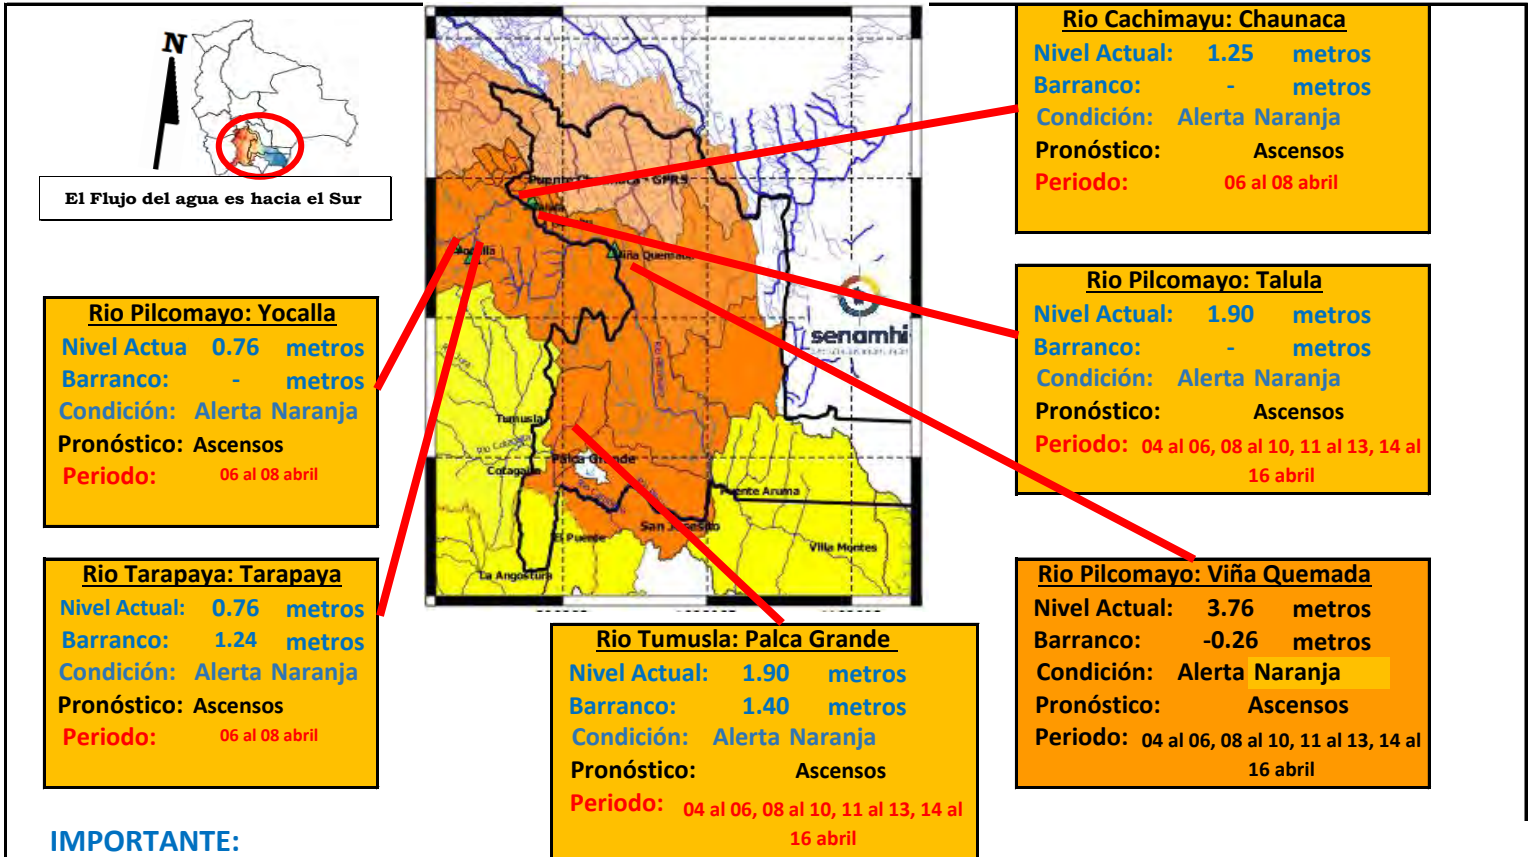 N
El Flujo del agua es hacia el Sur
Rio Pilcomayo: Yocalla
Nivel Actua 0.76 metros
Barranco: - metros
Condición: Alerta Naranja
Pronóstico: Ascensos
Periodo: 06 al 08 abril
Rio Tarapaya: Tarapaya
Nivel Actual: 0.76 metros
Barranco: 1.24 metros
Condición: Alerta Naranja
Pronóstico: Ascensos
Periodo: 06 al 08 abril
IMPORTANTE:
Viña Quemada
senamhi
Tumusla
Palca Grande
Puente Aruma
El Puente
Villa Montes
La Angostura
Rio Tumusla: Palca Grande
Nivel Actual: 1.90 metros
Barranco: 1.40 metros
Condición: Alerta Naranja
Pronóstico: Ascensos
Periodo: 04 al 06, 08 al 10, 11 al 13, 14 al
16 abril
Rio Cachimayu: Chaunaca
Nivel Actual: 1.25 metros
Barranco: - metros
Condición: Alerta Naranja
Pronóstico: Ascensos
Periodo: 06 al 08 abril
Rio Pilcomayo: Talula
Nivel Actual: 1.90 metros
Barranco: - metros
Condición: Alerta Naranja
Pronóstico: Ascensos
Periodo: 04 al 06, 08 al 10, 11 al 13, 14 al
16 abril
Rio Pilcomayo: Viña Quemada
Nivel Actual: 3.76 metros
Barranco: -0.26 metros
Condición: Alerta Naranja
Pronóstico: Ascensos
Periodo: 04 al 06, 08 al 10, 11 al 13, 14 al
16 abril